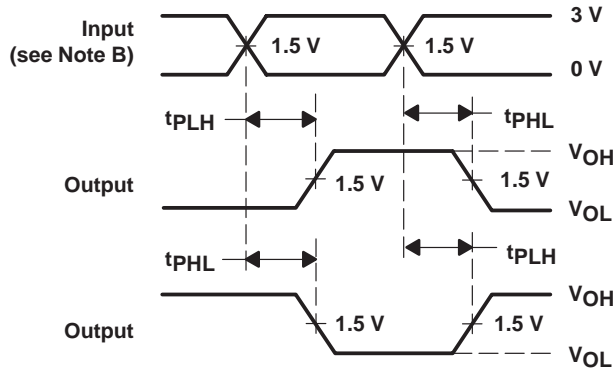 3 V
Input
(see Note B)
1.5 V
1.5 V
0 V
tPLH
tPHL
VOH
Output
1.5 V
1.5 V
VOL
tPHL
tPLH
VOH
Output
1.5 V
1.5 V
VOL